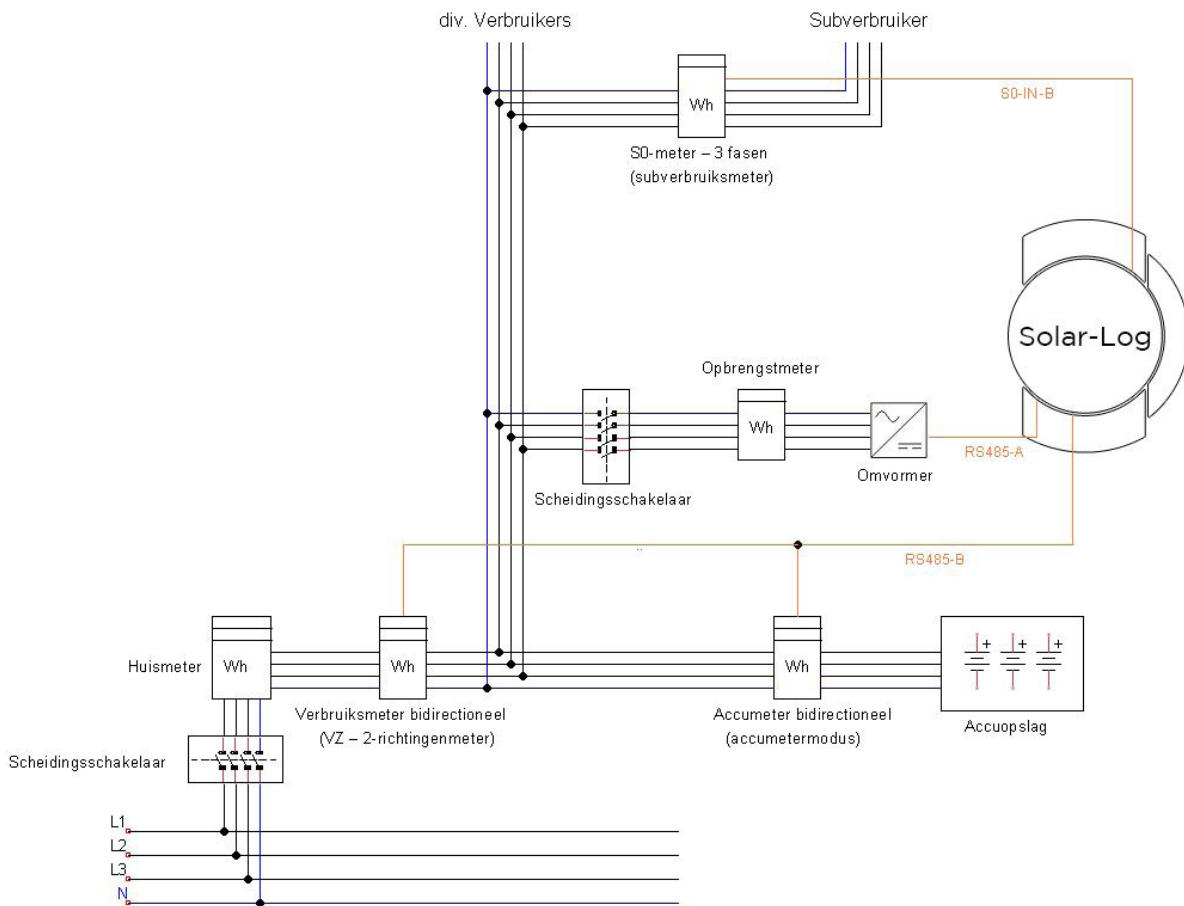 div. Verbruikers
Subverbruiker
S0-IN-B
Wh
S0-meter – 3 fasen
(subverbruiksmeter)
Solar-Log
Opbrengstmeter
Wh
RS485-A
Omvormer
Scheidingsschakelaar
RS485-B
Huismeter
Wh
Wh
Wh
Verbruiksmeter bidirectioneel
(VZ – 2-richtingenmeter)
Accumeter bidirectioneel
(accumetermodus)
Accuopslag
Scheidingsschakelaar
L1
L2
L3
N